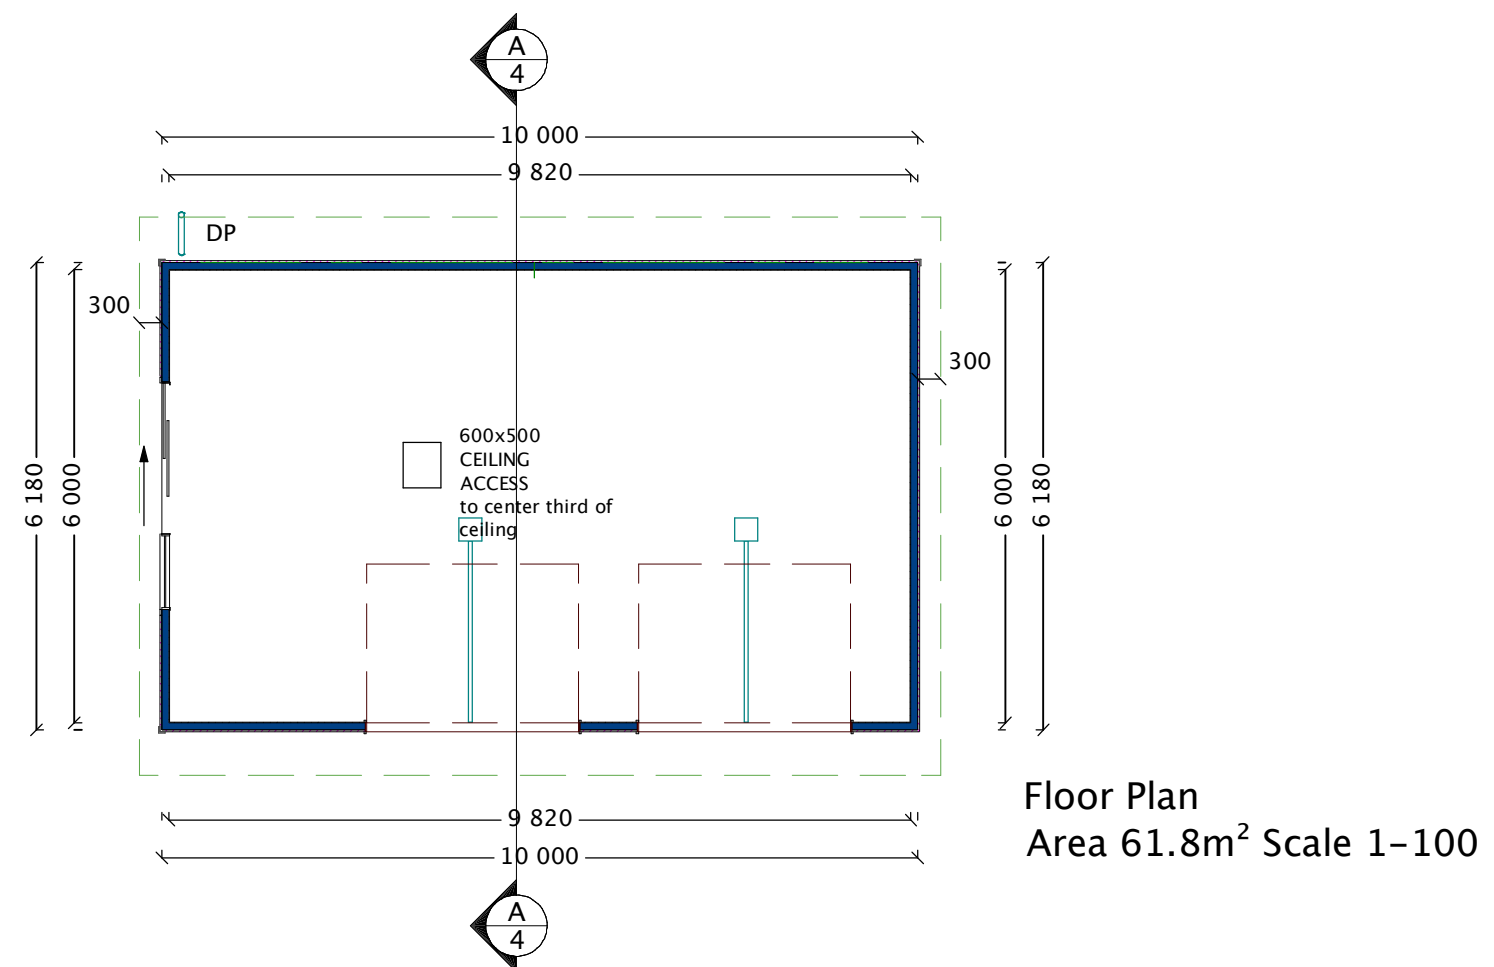 A
4
10 000
9 820
DP
300
300
600x500
CEILING
ACCESS
to center third of
ceiling
6 180
6 000
6 000
6 180
Floor Plan
Area 61.8m² Scale 1-100
9 820
10 000
A
4